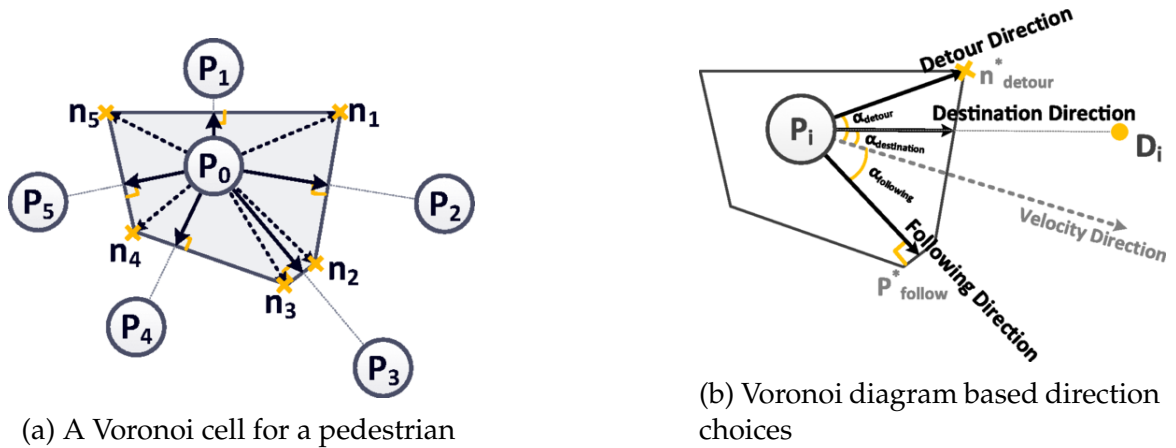 P₁
n₅
n₁
P₀
P₅
P₂
n₄
n₂
n₃
P₄
P₃
(a) A Voronoi cell for a pedestrian
Detour Direction
n*detour
Destination Direction
αdetour
Pi
Di
αdestination
αfollowing
Velocity Direction
Following Direction
P*follow
(b) Voronoi diagram based direction
choices